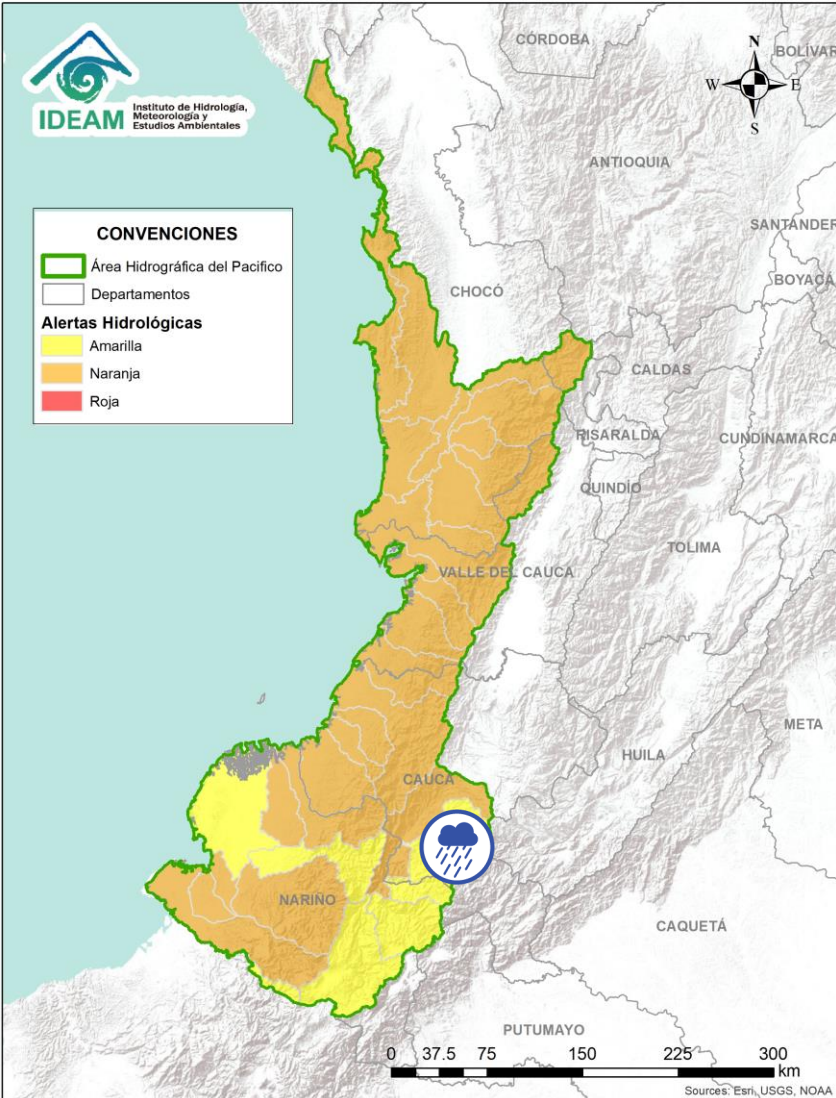 IDEAM
Instituto de Hidrología,
Meteorología y
Estudios Ambientales
N
W
E
S
CÓRDOBA
BOLÍVAR
ANTIOQUIA
SANTANDER
BOYACÁ
CONVENCIONES
Área Hidrográfica del Pacifico
Departamentos
Alertas Hidrológicas
Amarilla
Naranja
Roja
CHOCÓ
CALDAS
RISARALDA
CUNDINAMARCA
QUINDÍO
TOLIMA
VALLE DEL CAUCA
META
HUILA
CAUCA
NARIÑO
CAQUETÁ
PUTUMAYO
0 37.5 75 150 225 300
km
Sources: Esri, USGS, NOAA